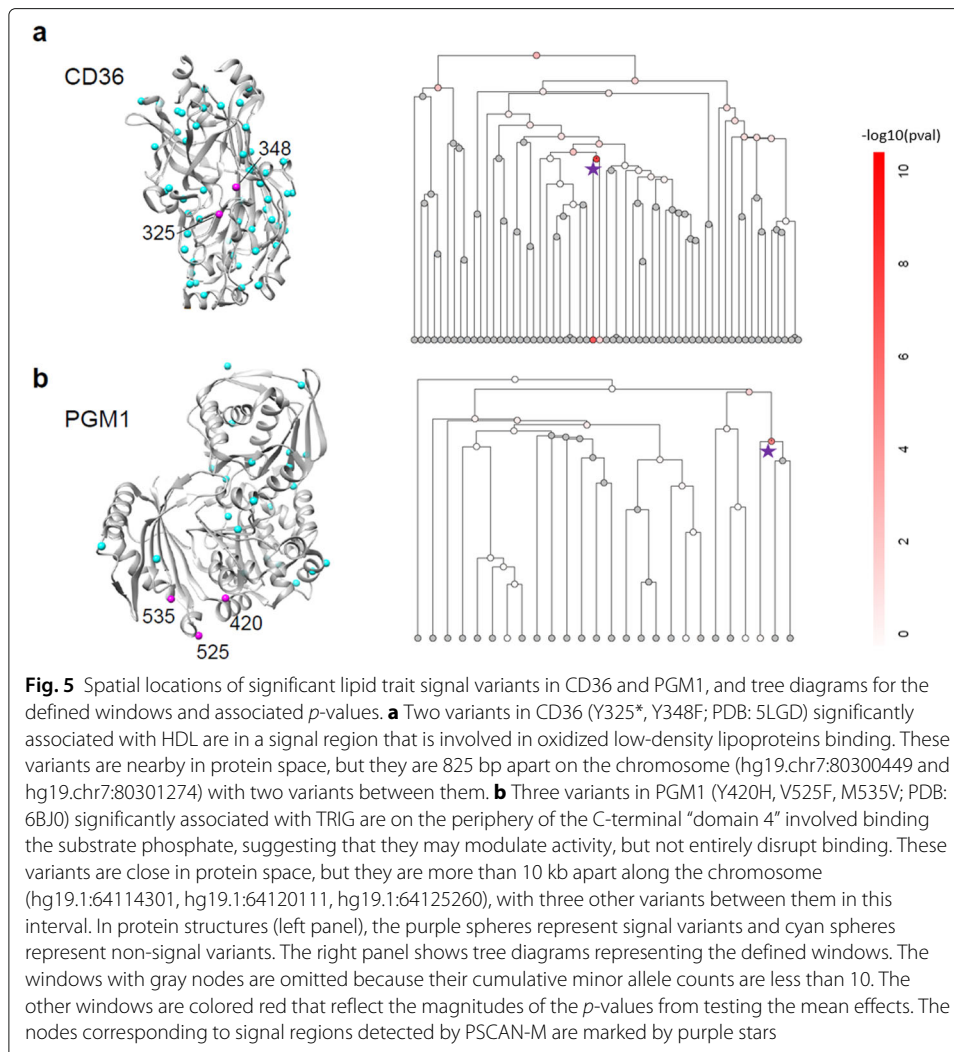 a
CD36
348
325
-log10(pval)
10
8
6
4
2
0
b
PGM1
535
420
525
Fig. 5 Spatial locations of significant lipid trait signal variants in CD36 and PGM1, and tree diagrams for the
defined windows and associated p-values. a Two variants in CD36 (Y325*, Y348F; PDB: 5LGD) significantly
associated with HDL are in a signal region that is involved in oxidized low-density lipoproteins binding. These
variants are nearby in protein space, but they are 825 bp apart on the chromosome (hg19.chr7:80300449 and
hg19.chr7:80301274) with two variants between them. b Three variants in PGM1 (Y420H, V525F, M535V; PDB:
6BJ0) significantly associated with TRIG are on the periphery of the C-terminal “domain 4” involved binding
the substrate phosphate, suggesting that they may modulate activity, but not entirely disrupt binding. These
variants are close in protein space, but they are more than 10 kb apart along the chromosome
(hg19.1:64114301, hg19.1:64120111, hg19.1:64125260), with three other variants between them in this
interval. In protein structures (left panel), the purple spheres represent signal variants and cyan spheres
represent non-signal variants. The right panel shows tree diagrams representing the defined windows. The
windows with gray nodes are omitted because their cumulative minor allele counts are less than 10. The
other windows are colored red that reflect the magnitudes of the p-values from testing the mean effects. The
nodes corresponding to signal regions detected by PSCAN-M are marked by purple stars